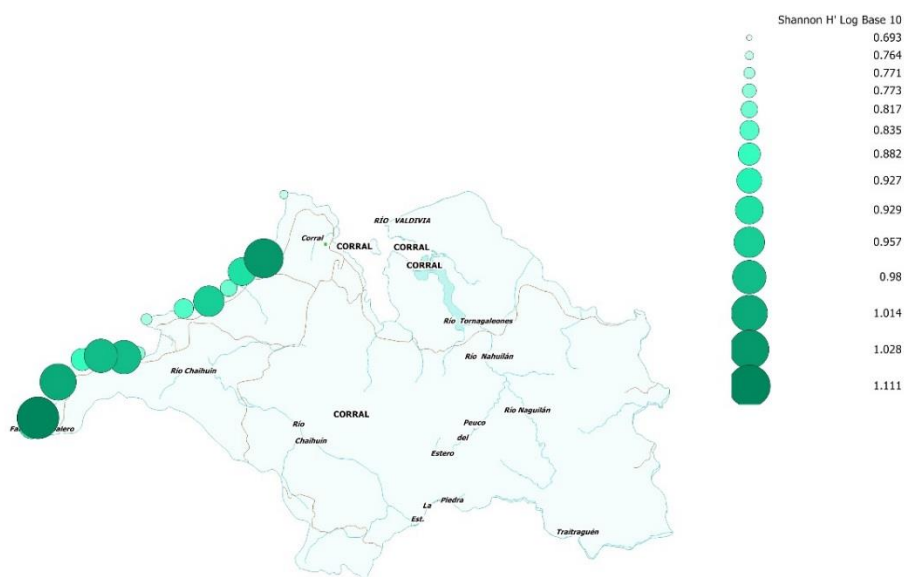 Shannon H' Log Base 10
0.693
0.764
0.771
0.773
0.817
0.835
0.882
0.927
0.929
0.957
0.98
1.014
1.028
1.111
RÍO VALDIVIA
Corral
CORRAL
CORRAL
CORRAL
Río Tornagaleones
Río Nahuilán
Río Chaihuín
Río Naguilán
CORRAL
Río
Chaihuín
Peuco
del
Estero
La Piedra
Est.
Traitraguén